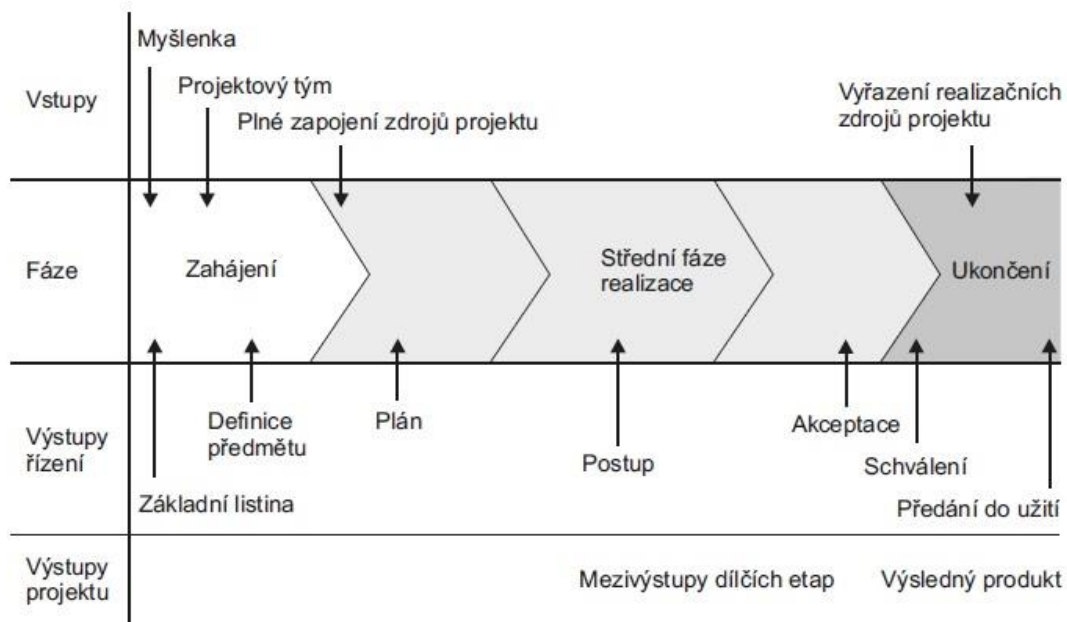 Myšlenka
Projektový tým
Vstupy
Plné zapojení zdrojů projektu
Vyřazení realizačních
zdrojů projektu
Fáze
Zahájení
Střední fáze
realizace
Ukončení
Výstupy
řízení
Základní listina
Definice
předmětu
Plán
Postup
Akceptace
Schválení
Předání do užití
Výstupy
projektu
Mezivýstupy dílčích etap
Výsledný produkt